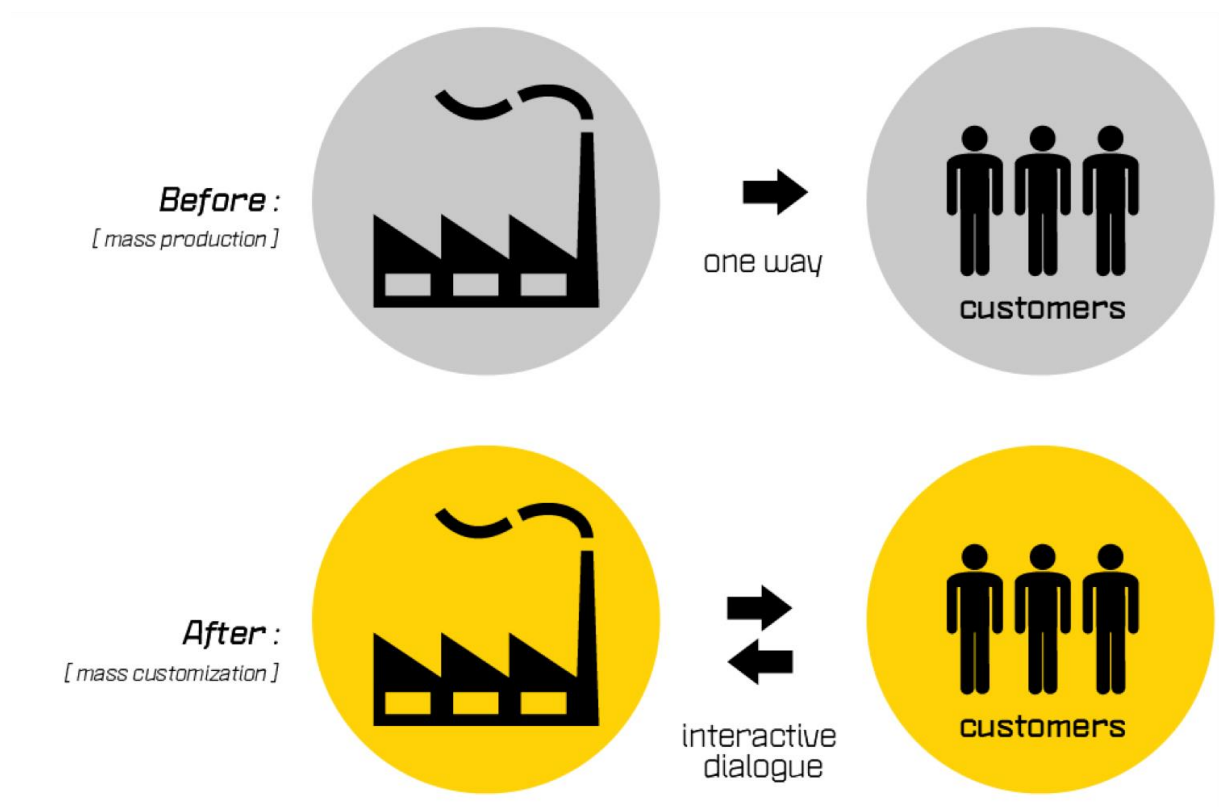 Before :
[ mass production ]
one way
customers
After :
[ mass customization ]
interactive
dialogue
customers